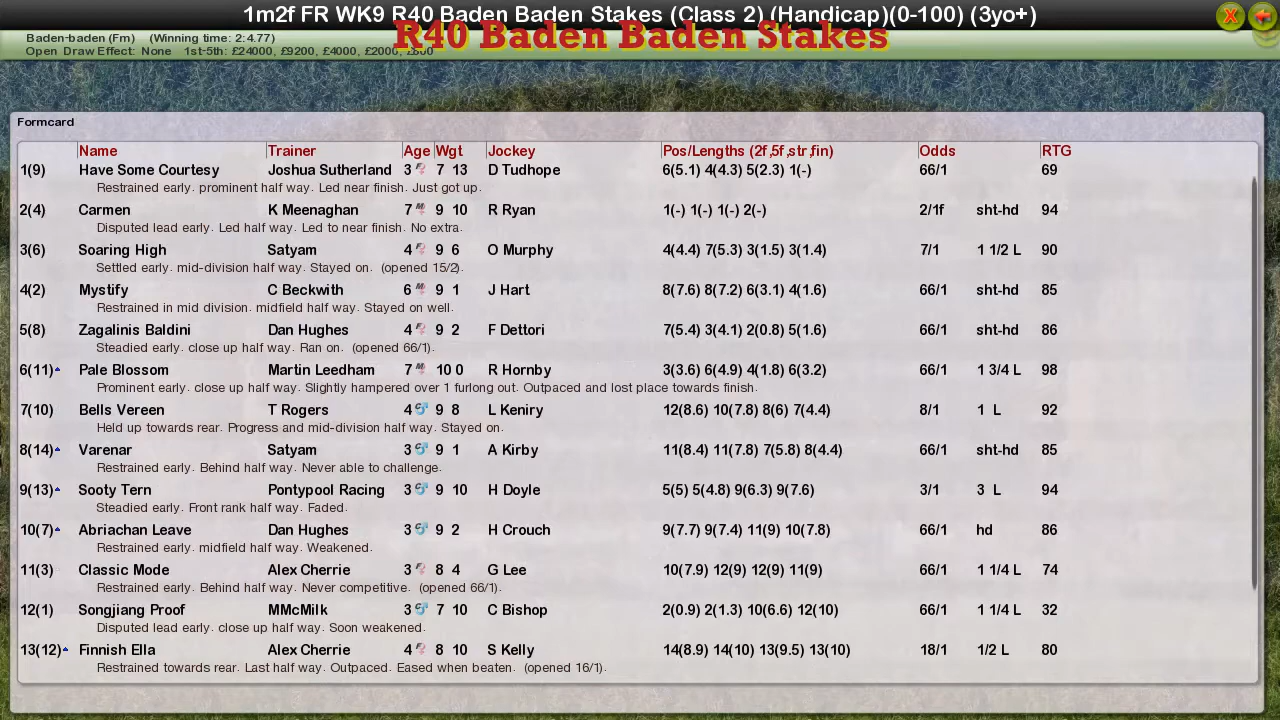 1m2f FR WK9 R40 Baden Baden Stakes (Class 2) (Handicap)(0-100) (3yo+)
R40 Baden Baden Stakes
Baden-baden (Fm) (Winning time: 2:4.77)
Open Draw Effect: None 1st-5th: £24000, £9200, £4000, £2000, £800
Formcard
Name Trainer Age Wgt Jockey Pos/Lengths (2f,5f,str,fin) Odds RTG
1(9) Have Some Courtesy Joshua Sutherland 3 7 13 D Tudhope 6(5.1) 4(4.3) 5(2.3) 1(-) 66/1 69
Restrained early. prominent half way. Led near finish. Just got up.
2(4) Carmen K Meenaghan 7 9 10 R Ryan 1(-) 1(-) 1(-) 2(-) 2/1f sht-hd 94
Disputed lead early. Led half way. Led to near finish. No extra.
3(6) Soaring High Satyam 4 9 6 O Murphy 4(4.4) 7(5.3) 3(1.5) 3(1.4) 7/1 1 1/2 L 90
Settled early. mid-division half way. Stayed on. (opened 15/2).
4(2) Mystify C Beckwith 6 9 1 J Hart 8(7.6) 8(7.2) 6(3.1) 4(1.6) 66/1 sht-hd 85
Restrained in mid division. midfield half way. Stayed on well.
5(8) Zagalinis Baldini Dan Hughes 4 9 2 F Dettori 7(5.4) 3(4.1) 2(0.8) 5(1.6) 66/1 sht-hd 86
Steadied early. close up half way. Ran on. (opened 66/1).
6(11) Pale Blossom Martin Leedham 7 10 0 R Hornby 3(3.6) 6(4.9) 4(1.8) 6(3.2) 66/1 1 3/4 L 98
Prominent early. close up half way. Slightly hampered over 1 furlong out. Outpaced and lost place towards finish.
7(10) Bells Vereen T Rogers 4 9 8 L Keniry 12(8.6) 10(7.8) 8(6) 7(4.4) 8/1 1 L 92
Held up towards rear. Progress and mid-division half way. Stayed on.
8(14) Varenar Satyam 3 9 1 A Kirby 11(8.4) 11(7.8) 7(5.8) 8(4.4) 66/1 sht-hd 85
Restrained early. Behind half way. Never able to challenge.
9(13) Sooty Tern Pontypool Racing 3 9 10 H Doyle 5(5) 5(4.8) 9(6.3) 9(7.6) 3/1 3 L 94
Steadied early. Front rank half way. Faded.
10(7) Abriachan Leave Dan Hughes 3 9 2 H Crouch 9(7.7) 9(7.4) 11(9) 10(7.8) 66/1 hd 86
Restrained early. midfield half way. Weakened.
11(3) Classic Mode Alex Cherrie 3 8 4 G Lee 10(7.9) 12(9) 12(9) 11(9) 66/1 1 1/4 L 74
Restrained early. Behind half way. Never competitive. (opened 66/1).
12(1) Songjiang Proof MMcMilk 3 7 10 C Bishop 2(0.9) 2(1.3) 10(6.6) 12(10) 66/1 1 1/4 L 32
Disputed lead early. close up half way. Soon weakened.
13(12) Finnish Ella Alex Cherrie 4 8 10 S Kelly 14(8.9) 14(10) 13(9.5) 13(10) 18/1 1/2 L 80
Restrained towards rear. Last half way. Outpaced. Eased when beaten. (opened 16/1).